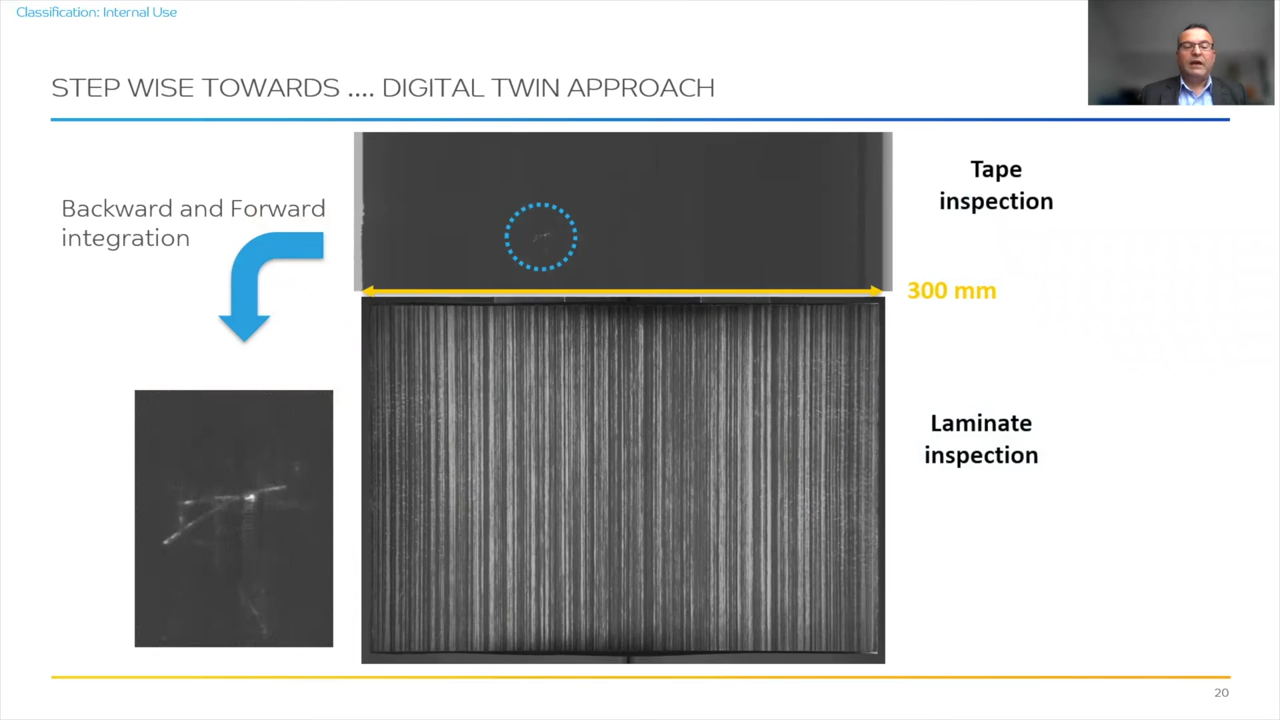 Classification: Internal Use
STEP WISE TOWARDS .... DIGITAL TWIN APPROACH
Backward and Forward
integration
Tape
inspection
300 mm
Laminate
inspection
20